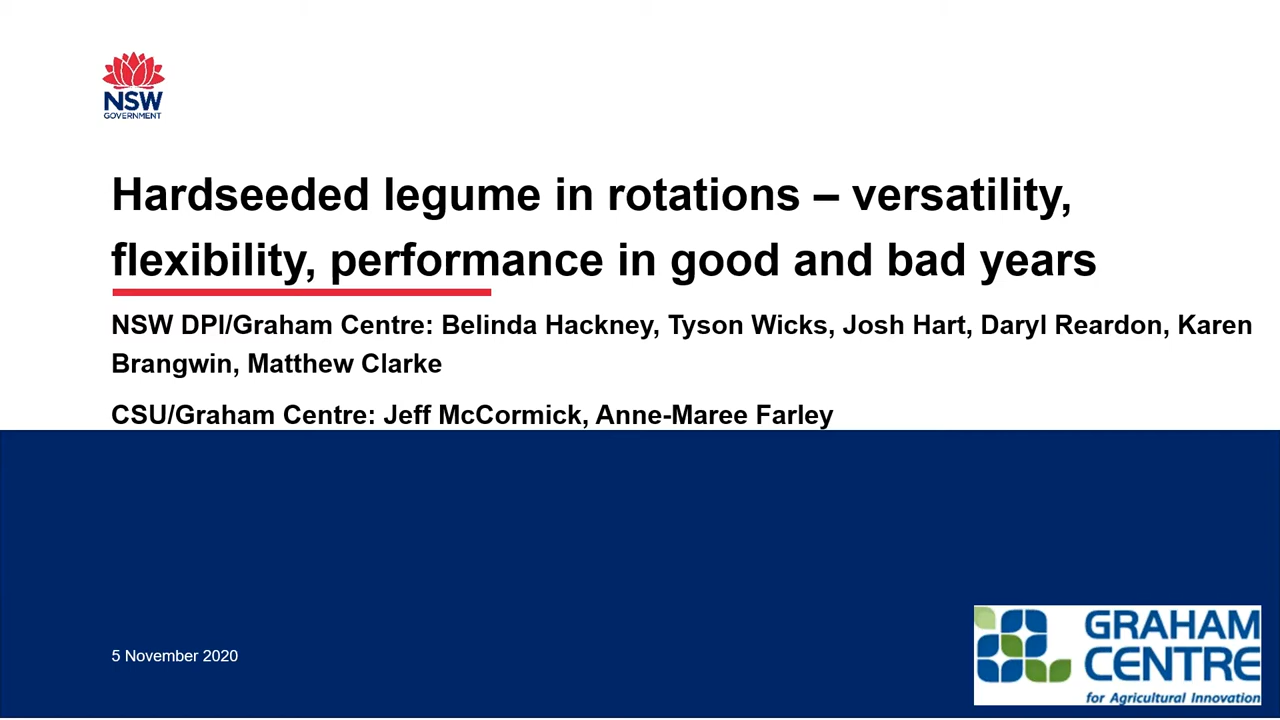 NSW
GOVERNMENT
Hardseeded legume in rotations – versatility,
flexibility, performance in good and bad years
NSW DPI/Graham Centre: Belinda Hackney, Tyson Wicks, Josh Hart, Daryl Reardon, Karen
Brangwin, Matthew Clarke
CSU/Graham Centre: Jeff McCormick, Anne-Maree Farley
5 November 2020
GRAHAM
CENTRE
for Agricultural Innovation